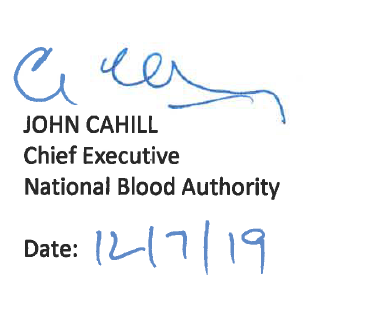 JOHN CAHILL
Chief Executive
National Blood Authority
Date: 12/7/19